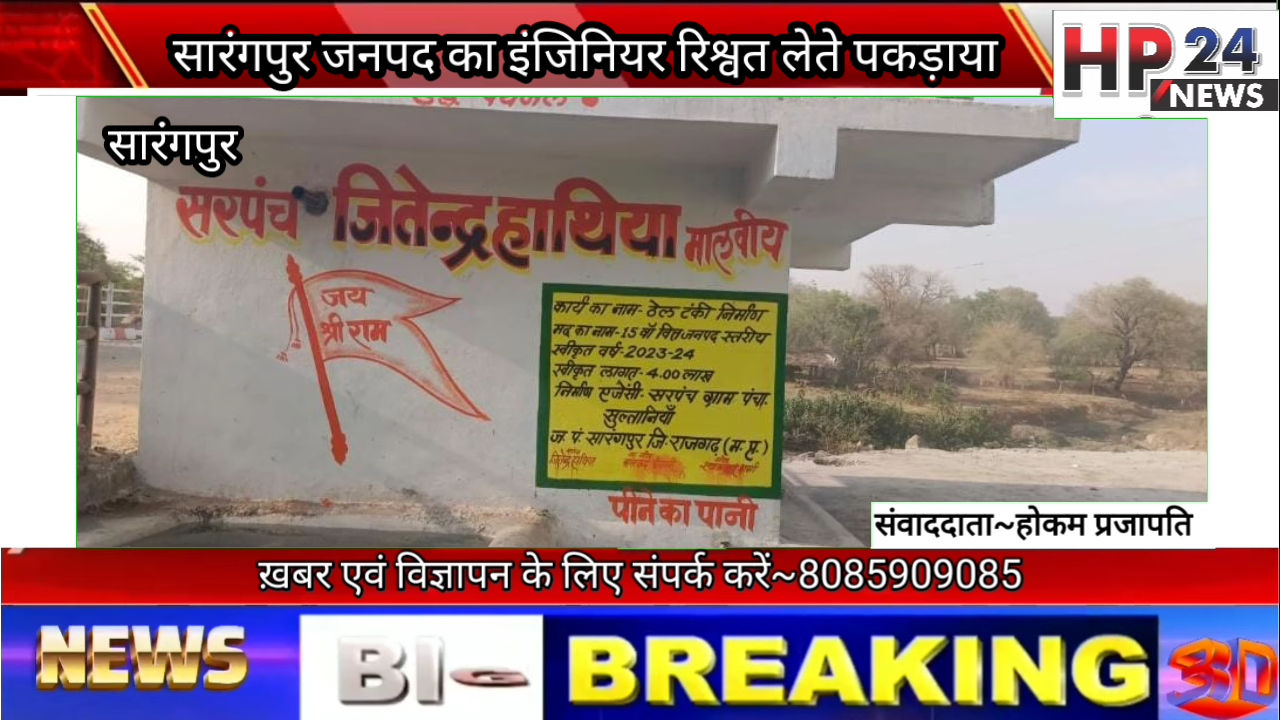 सारंगपुर जनपद का इंजिनियर रिश्वत लेते पकड़ाया
HP 24
NEWS
सारंगपुर
सरपंच जितेन्द्र हाथिया मालवीय
जय
श्री राम
कार्य का नाम- ठेल टंकी निर्माण
मद का नाम-15 वाँ वित्त जनपद स्तरीय
स्वीकृत वर्ष-2023-24
स्वीकृत लागत- 4.00 लाख
निर्माण एजेंसी- सरपंच ग्राम पंचा.
सुल्तानियाँ
ज. पं. सारंगपुर जि. राजगढ़ (म. प्र.)
पीने का पानी
संवाददाता~होकम प्रजापति
ख़बर एवं विज्ञापन के लिए संपर्क करें~8085909085
NEWS BIG BREAKING 3D